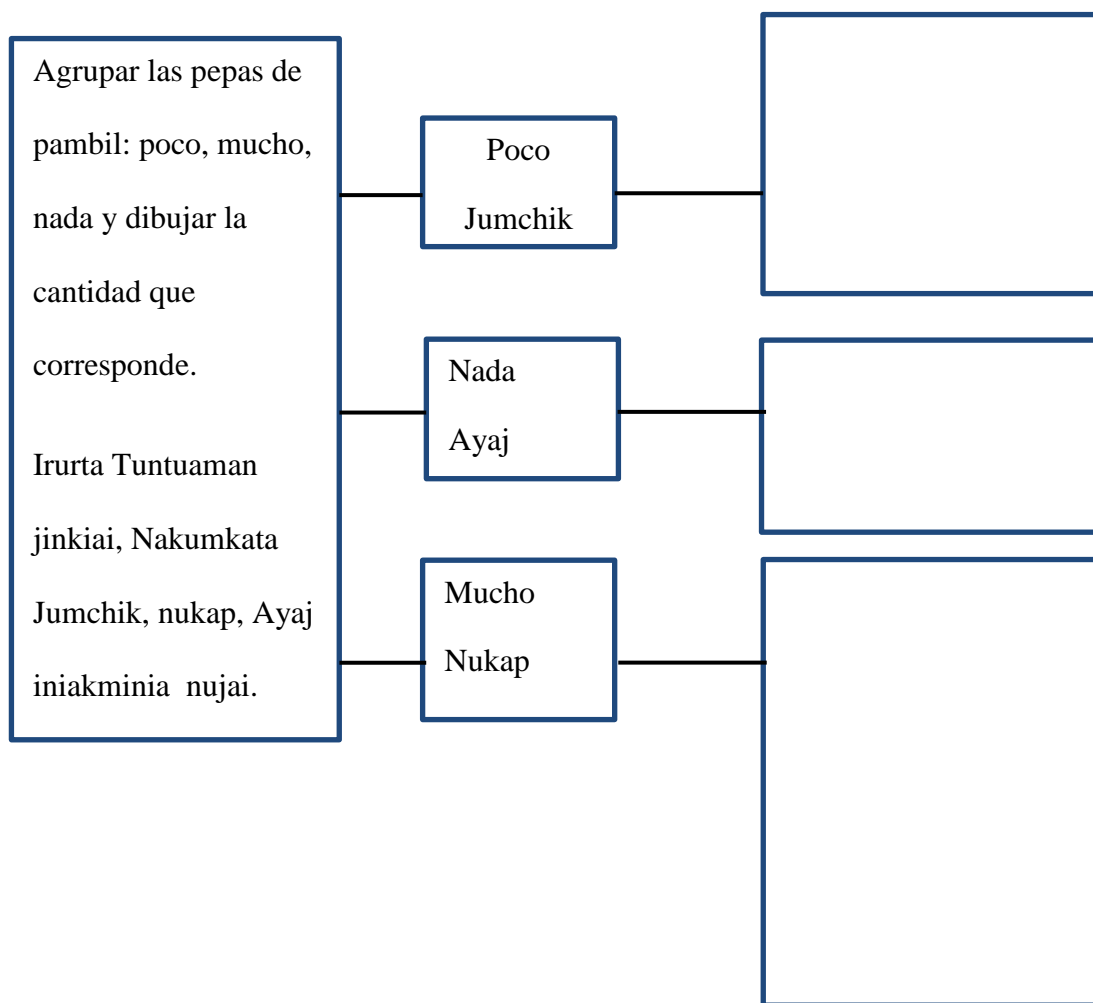 Agrupar las pepas de
pambil: poco, mucho,
nada y dibujar la
cantidad que
corresponde.
Irurta Tuntuaman
jinkiai, Nakumkata
Jumchik, nukap, Ayaj
iniakminia nujai.
Poco
Jumchik
Nada
Ayaj
Mucho
Nukap